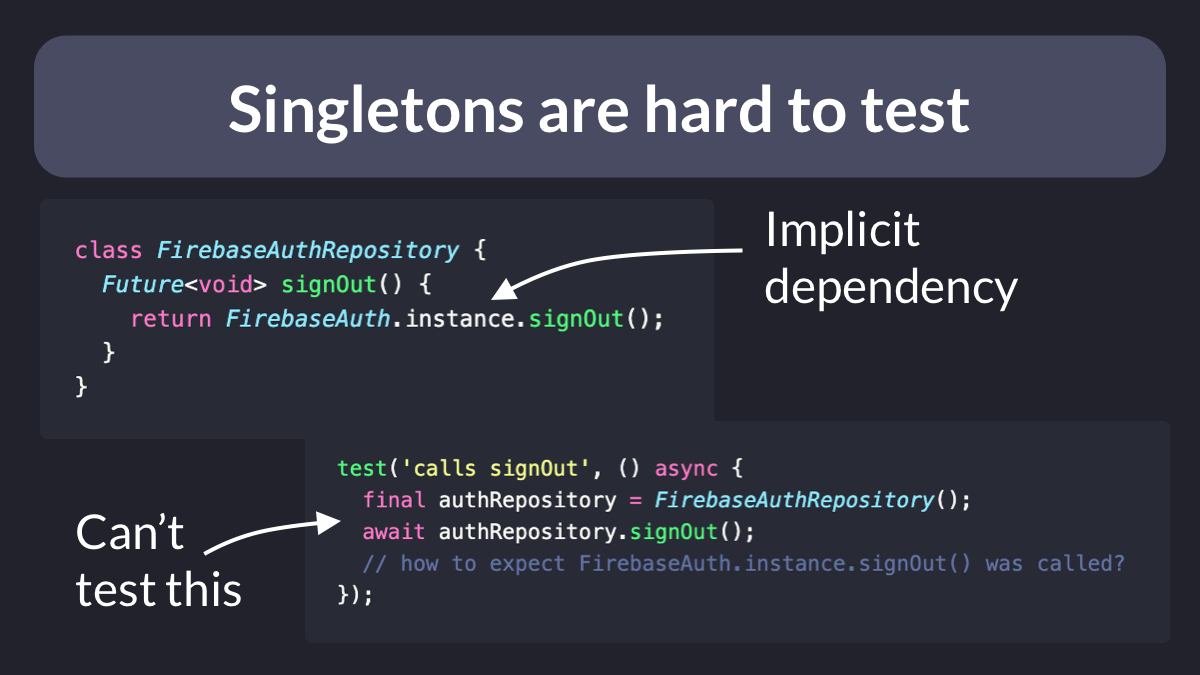 Singletons are hard to test
class FirebaseAuthRepository {
  Future<void> signOut() {
    return FirebaseAuth.instance.signOut();
  }
}
Implicit
dependency
test('calls signOut', () async {
  final authRepository = FirebaseAuthRepository();
  await authRepository.signOut();
  // how to expect FirebaseAuth.instance.signOut() was called?
});
Can’t
test this